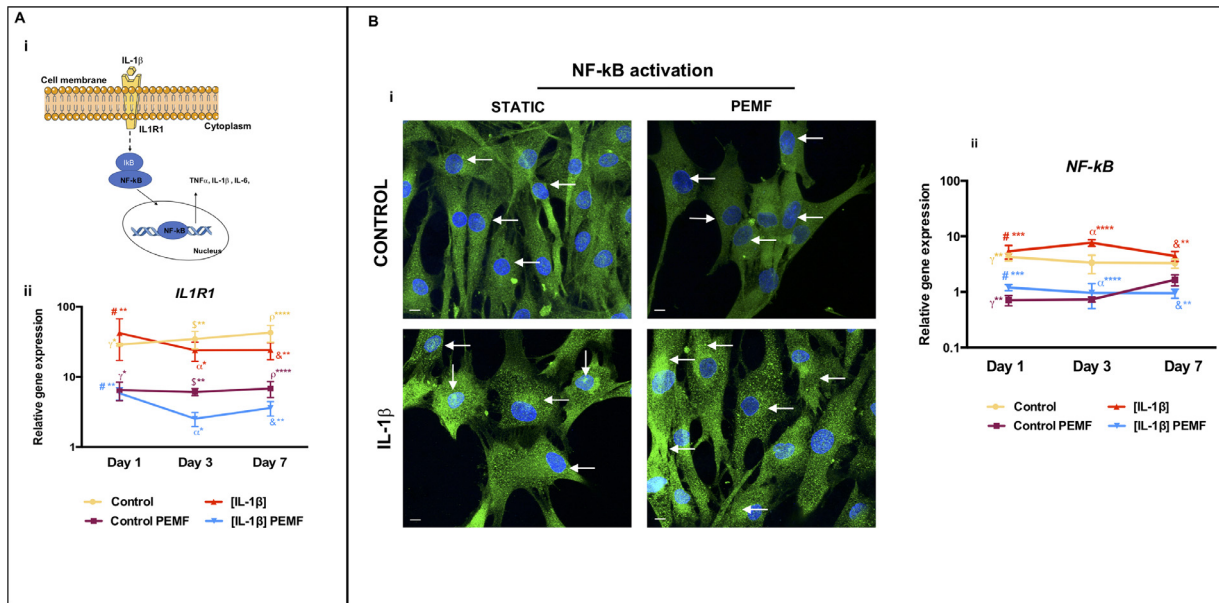 A
i
IL-1β
Cell membrane
Cytoplasm
IL1R1
IkB
NF-kB
TNFα, IL-1β , IL-6,
NF-kB
Nucleus
ii
IL1R1
Relative gene expression
100
10
1
# **
γ*
$**
ρ****
α*
&**
γ*
# **
$**
ρ****
α*
&**
Day 1 Day 3 Day 7
Control [IL-1β]
Control PEMF [IL-1β] PEMF
B
NF-kB activation
i
STATIC PEMF
CONTROL
IL-1β
ii
NF-kB
Relative gene expression
100
10
1
0.1
# ***
γ**
α****
&**
# ***
γ**
α****
&**
Day 1 Day 3 Day 7
Control [IL-1β]
Control PEMF [IL-1β] PEMF